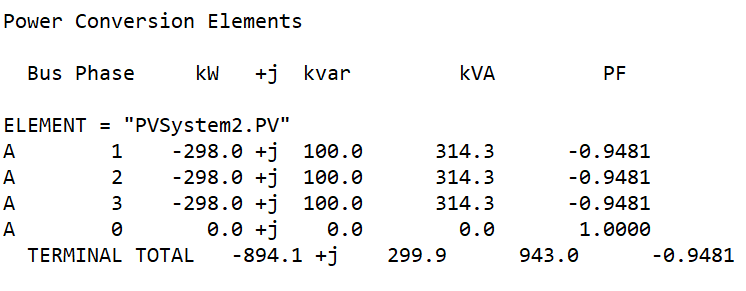 Power Conversion Elements
Bus Phase kW +j kvar kVA PF
ELEMENT = "PVSystem2.PV"
A 1 -298.0 +j 100.0 314.3 -0.9481
A 2 -298.0 +j 100.0 314.3 -0.9481
A 3 -298.0 +j 100.0 314.3 -0.9481
A 0 0.0 +j 0.0 0.0 1.0000
TERMINAL TOTAL -894.1 +j 299.9 943.0 -0.9481